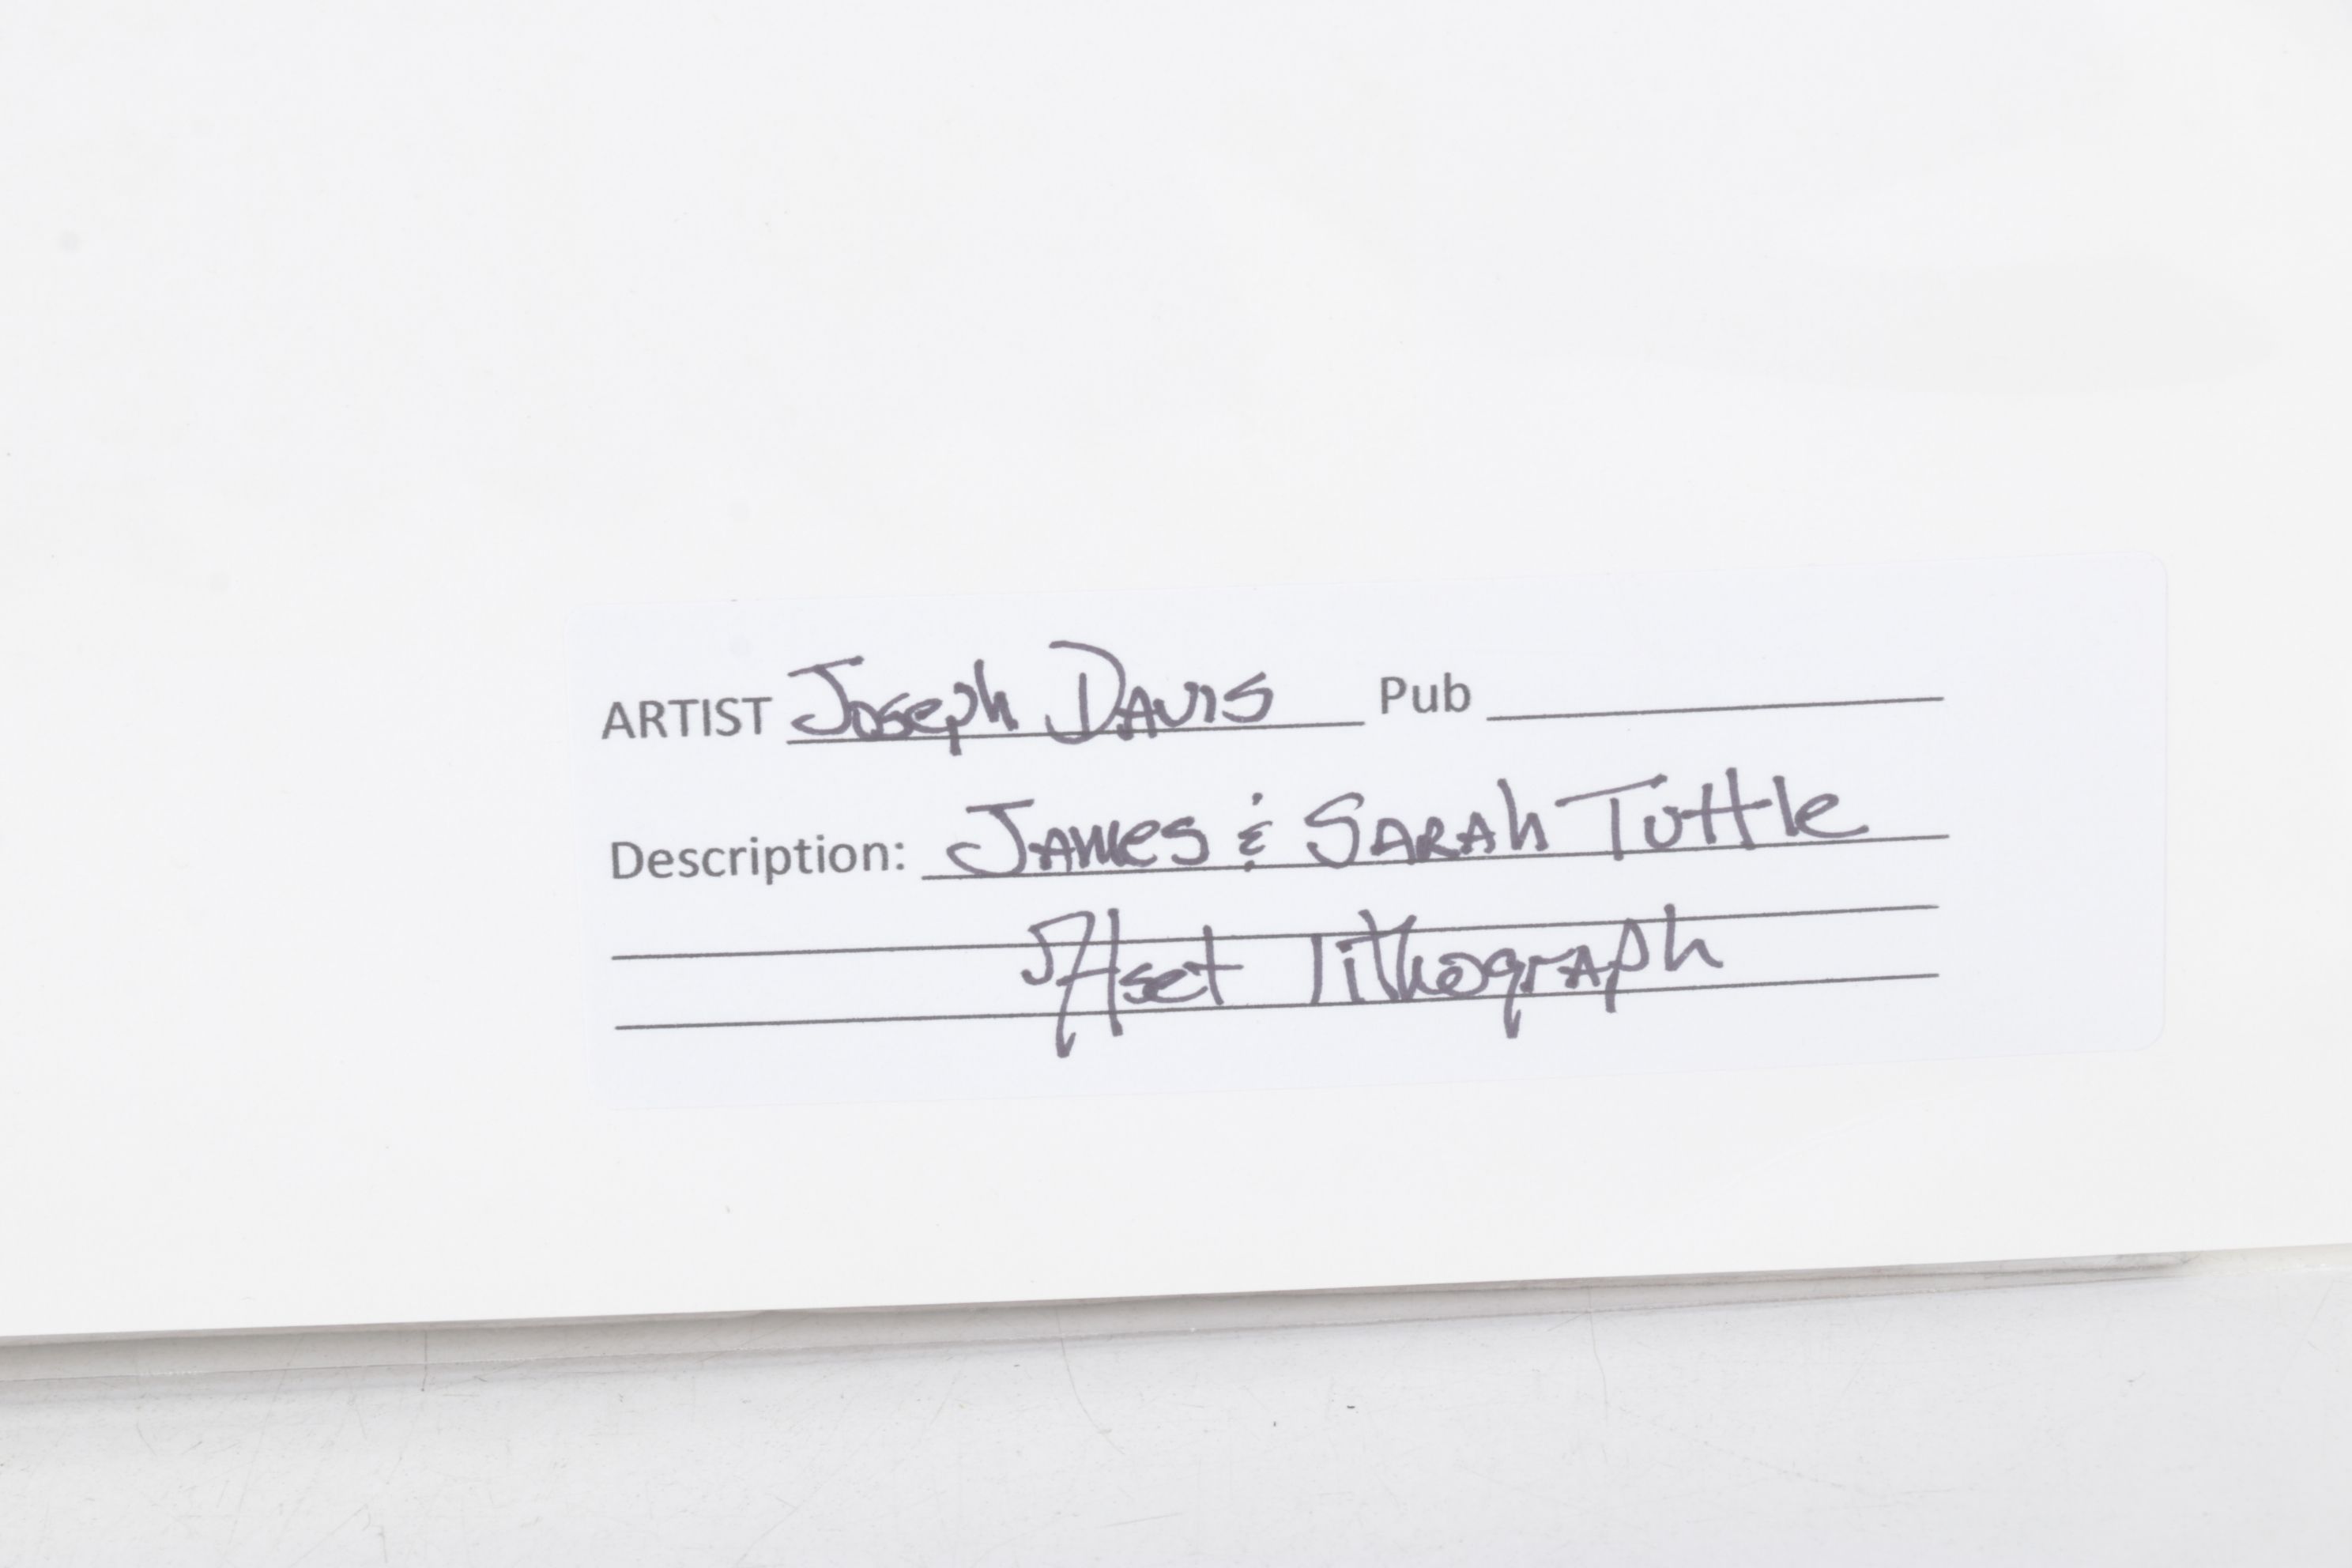 ARTIST Joseph Davis Pub
Description: James & Sarah Tuttle
offset lithograph